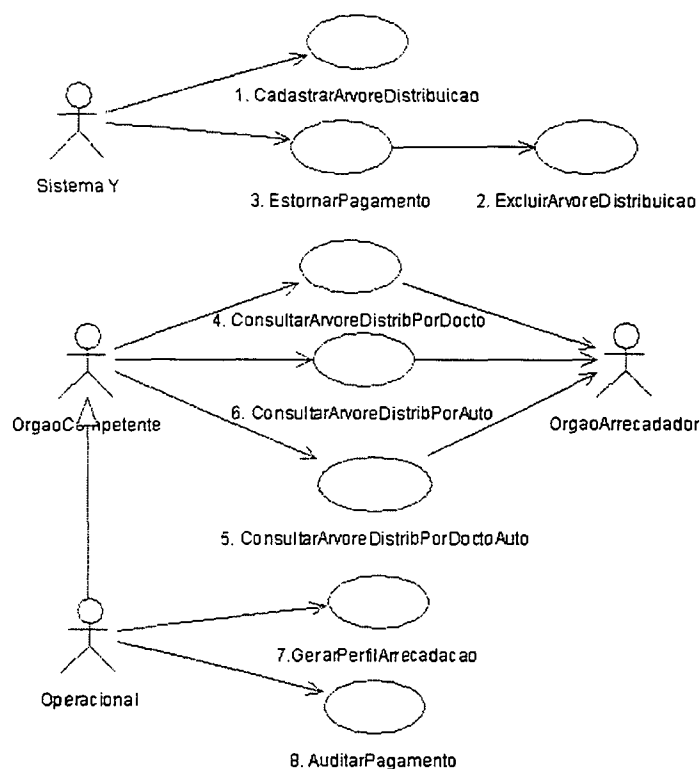 1. CadastrarArvoreDistribuicao
Sistema Y
3. EstornarPagamento
2. ExcluirArvoreDistribuicao
4. ConsultarArvoreDistribPorDocto
OrgaoCompetente
6. ConsultarArvoreDistribPorAuto
OrgaoArrecadador
5. ConsultarArvoreDistribPorDoctoAuto
7.GerarPerfilArrecadacao
Operacional
8. AuditarPagamento